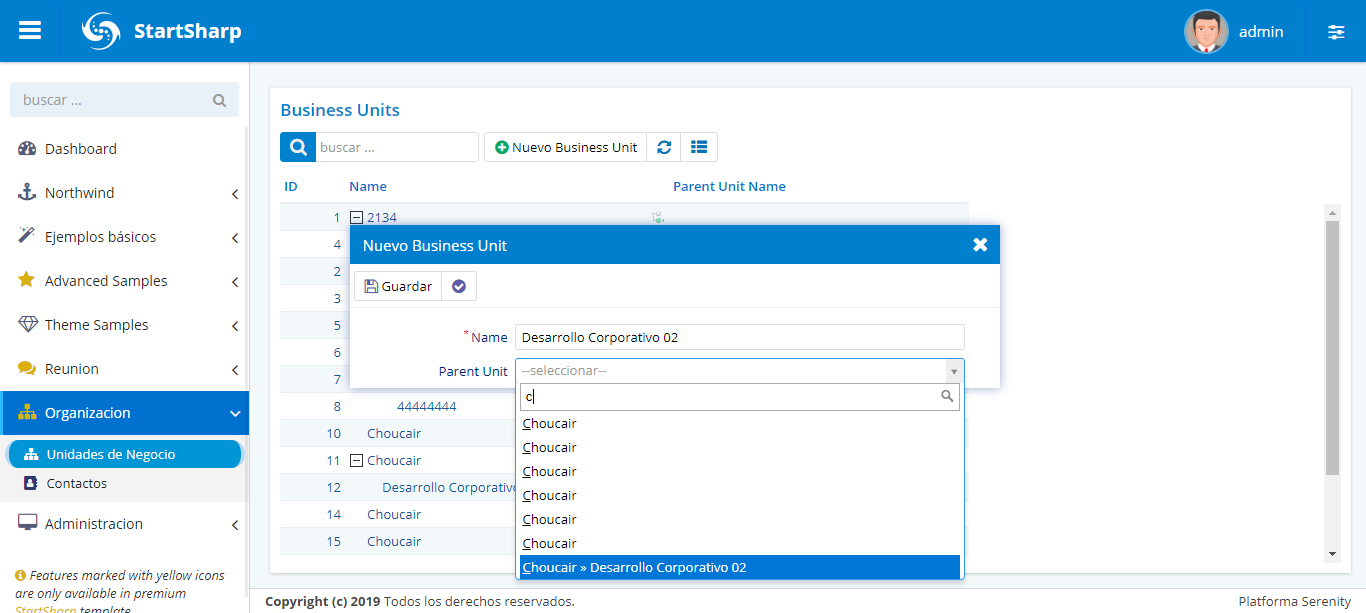 StartSharp
admin
buscar ...
Dashboard
Northwind
Ejemplos básicos
Advanced Samples
Theme Samples
Reunion
Organizacion
Unidades de Negocio
Contactos
Administracion
Features marked with yellow icons
are only available in premium
StartSharp template.
Business Units
buscar ...
Nuevo Business Unit
ID Name Parent Unit Name
1 2134
4
2
3
5
6
7
8 44444444
10 Choucair
11 Choucair
12 Desarrollo Corporativo
14 Choucair
15 Choucair
Nuevo Business Unit
Guardar
* Name Desarrollo Corporativo 02
Parent Unit --seleccionar--
c
Choucair
Choucair
Choucair
Choucair
Choucair
Choucair
Choucair » Desarrollo Corporativo 02
Copyright (c) 2019 Todos los derechos reservados.
Platforma Serenity